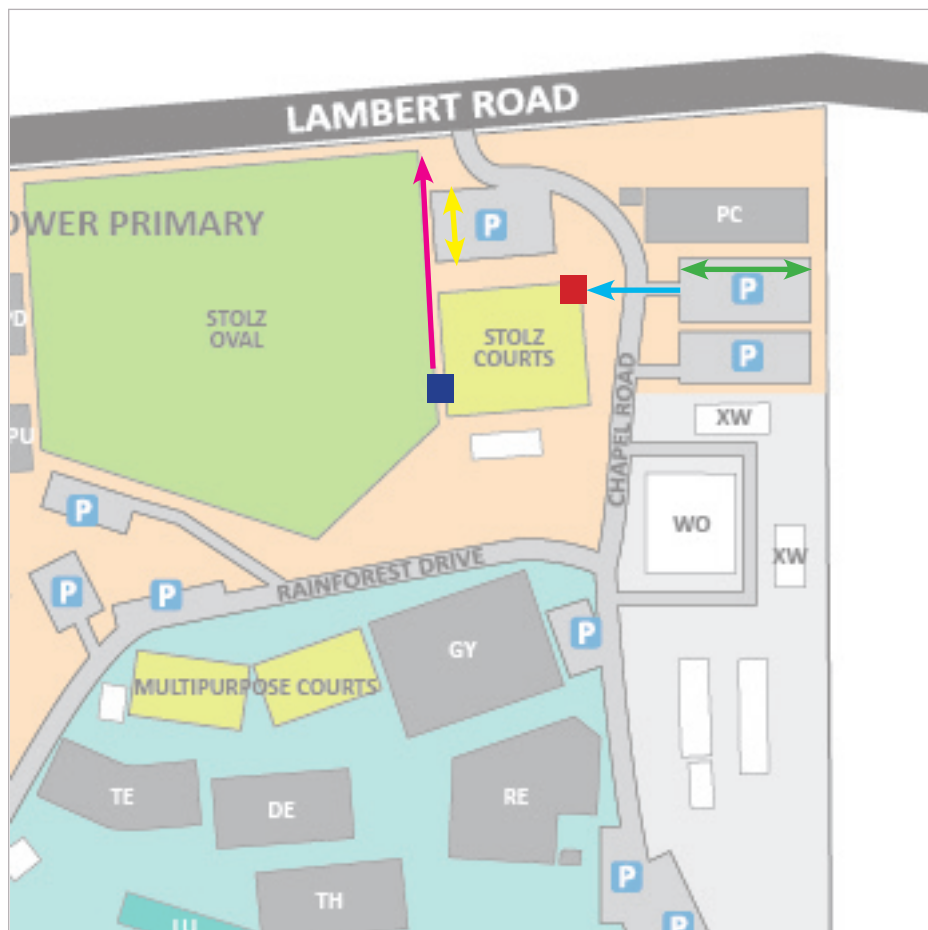 LAMBERT ROAD
OWER PRIMARY
P
PC
P
STOLZ
OVAL
STOLZ
COURTS
P
CHAPEL ROAD
XW
PU
P
WO
XW
RAINFOREST DRIVE
P
P
P
GY
MULTIPURPOSE COURTS
TE
DE
RE
TH
P
P